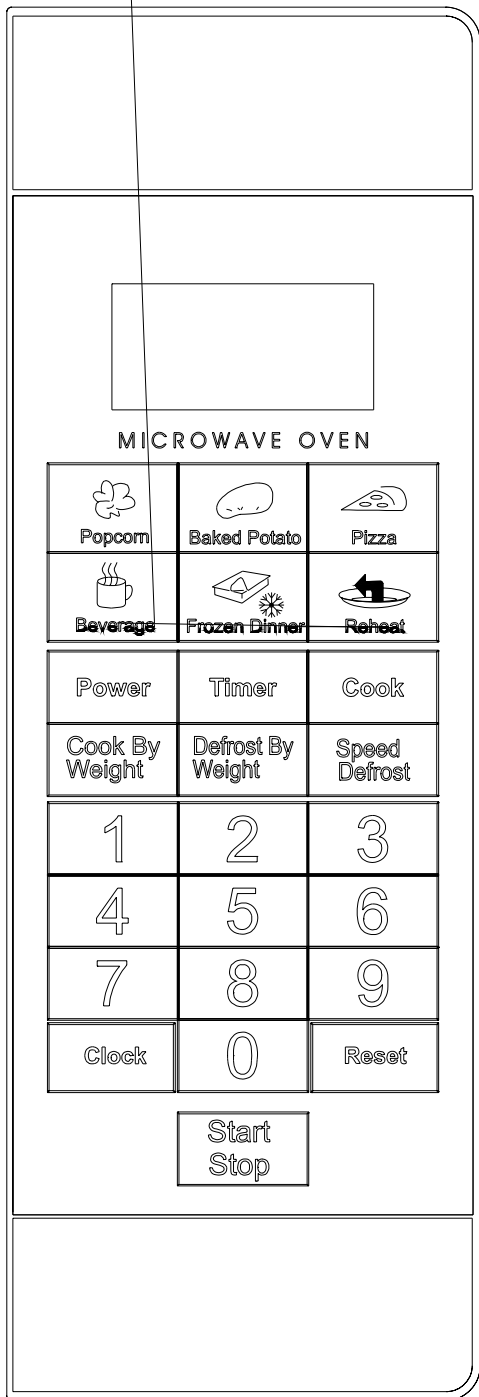 MICROWAVE OVEN
Popcorn Baked Potato Pizza
Beverage Frozen Dinner Reheat
Power Timer Cook
Cook By Weight Defrost By Weight Speed Defrost
1 2 3
4 5 6
7 8 9
Clock 0 Reset
Start
Stop